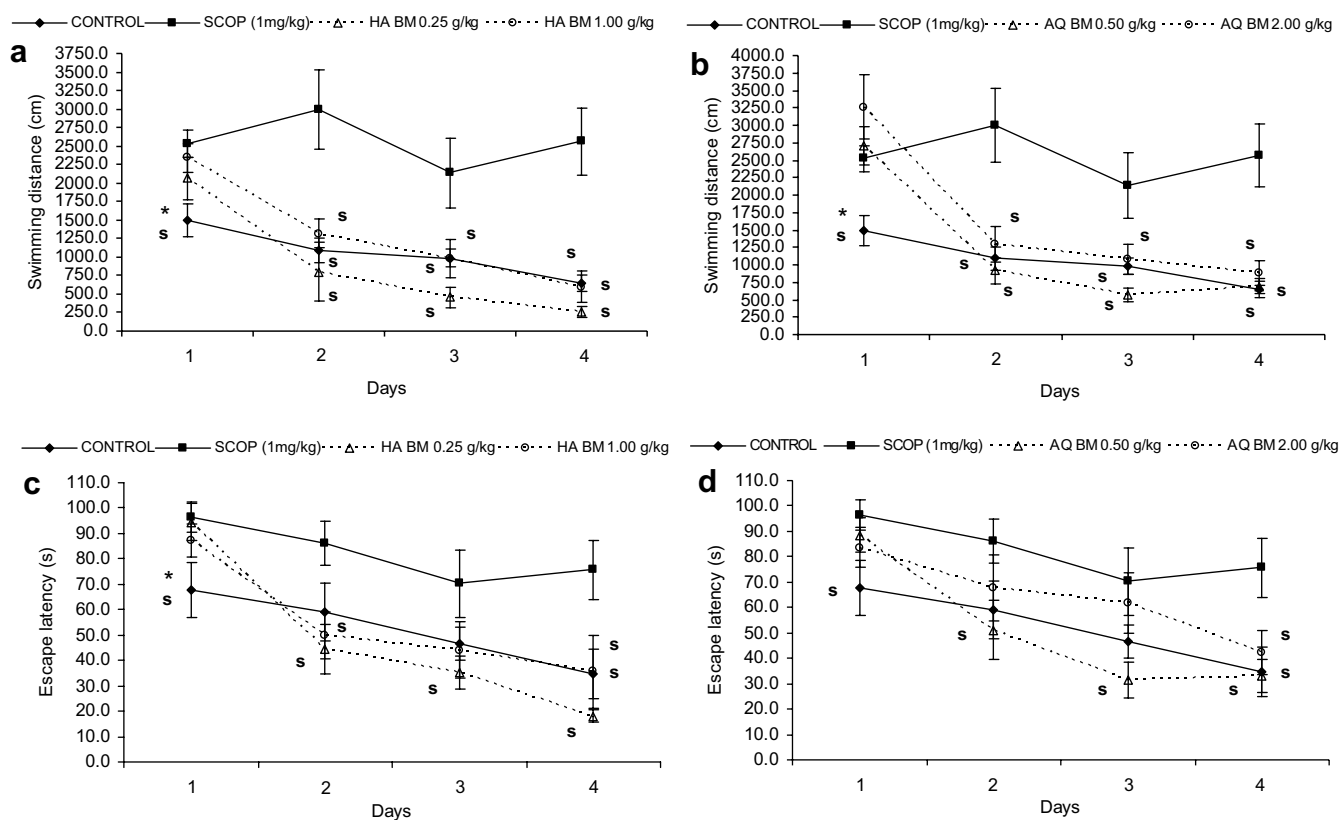 CONTROL SCOP (1mg/kg) HA BM 0.25 g/kg HA BM 1.00 g/kg
a
3750.0
3500.0
3250.0
3000.0
2750.0
2500.0
2250.0
2000.0
1750.0
1500.0
1250.0
1000.0
750.0
500.0
250.0
0.0
Swimming distance (cm)
*
s
s
s
s
s
s
s
s
s
s
1 2 3 4
Days
CONTROL SCOP (1mg/kg) AQ BM 0.50 g/kg AQ BM 2.00 g/kg
b
4000.0
3750.0
3500.0
3250.0
3000.0
2750.0
2500.0
2250.0
2000.0
1750.0
1500.0
1250.0
1000.0
750.0
500.0
250.0
0.0
Swimming distance (cm)
*
s
s
s
s
s
s
s
s
s
s
1 2 3 4
Days
CONTROL SCOP (1mg/kg) HA BM 0.25 g/kg HA BM 1.00 g/kg
c
110.0
100.0
90.0
80.0
70.0
60.0
50.0
40.0
30.0
20.0
10.0
0.0
Escape latency (s)
*
s
s
s
s
s
s
s
1 2 3 4
Days
CONTROL SCOP (1mg/kg) AQ BM 0.50 g/kg AQ BM 2.00 g/kg
d
110.0
100.0
90.0
80.0
70.0
60.0
50.0
40.0
30.0
20.0
10.0
0.0
Escape latency (s)
s
s
s
s
s
s
1 2 3 4
Days